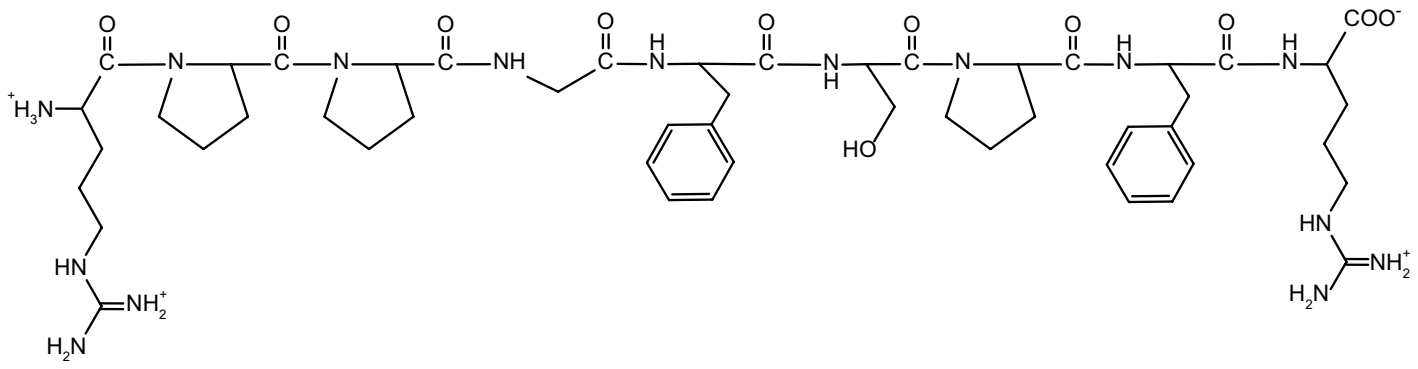 O O O O O O O O COO-
C N C N C NH C H N C N H C N C H N C H N
+H3N
HO
HN
HN
NH2+
NH2+
H2N
H2N